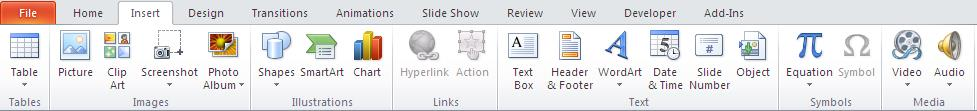 File Home Insert Design Transitions Animations Slide Show Review View Developer Add-Ins
Table Picture Clip Art Screenshot Photo Album Shapes SmartArt Chart Hyperlink Action A Text Box Header & Footer A WordArt 5 Date & Time # Slide Number Object π Equation Ω Symbol Video Audio
Tables Images Illustrations Links Text Symbols Media